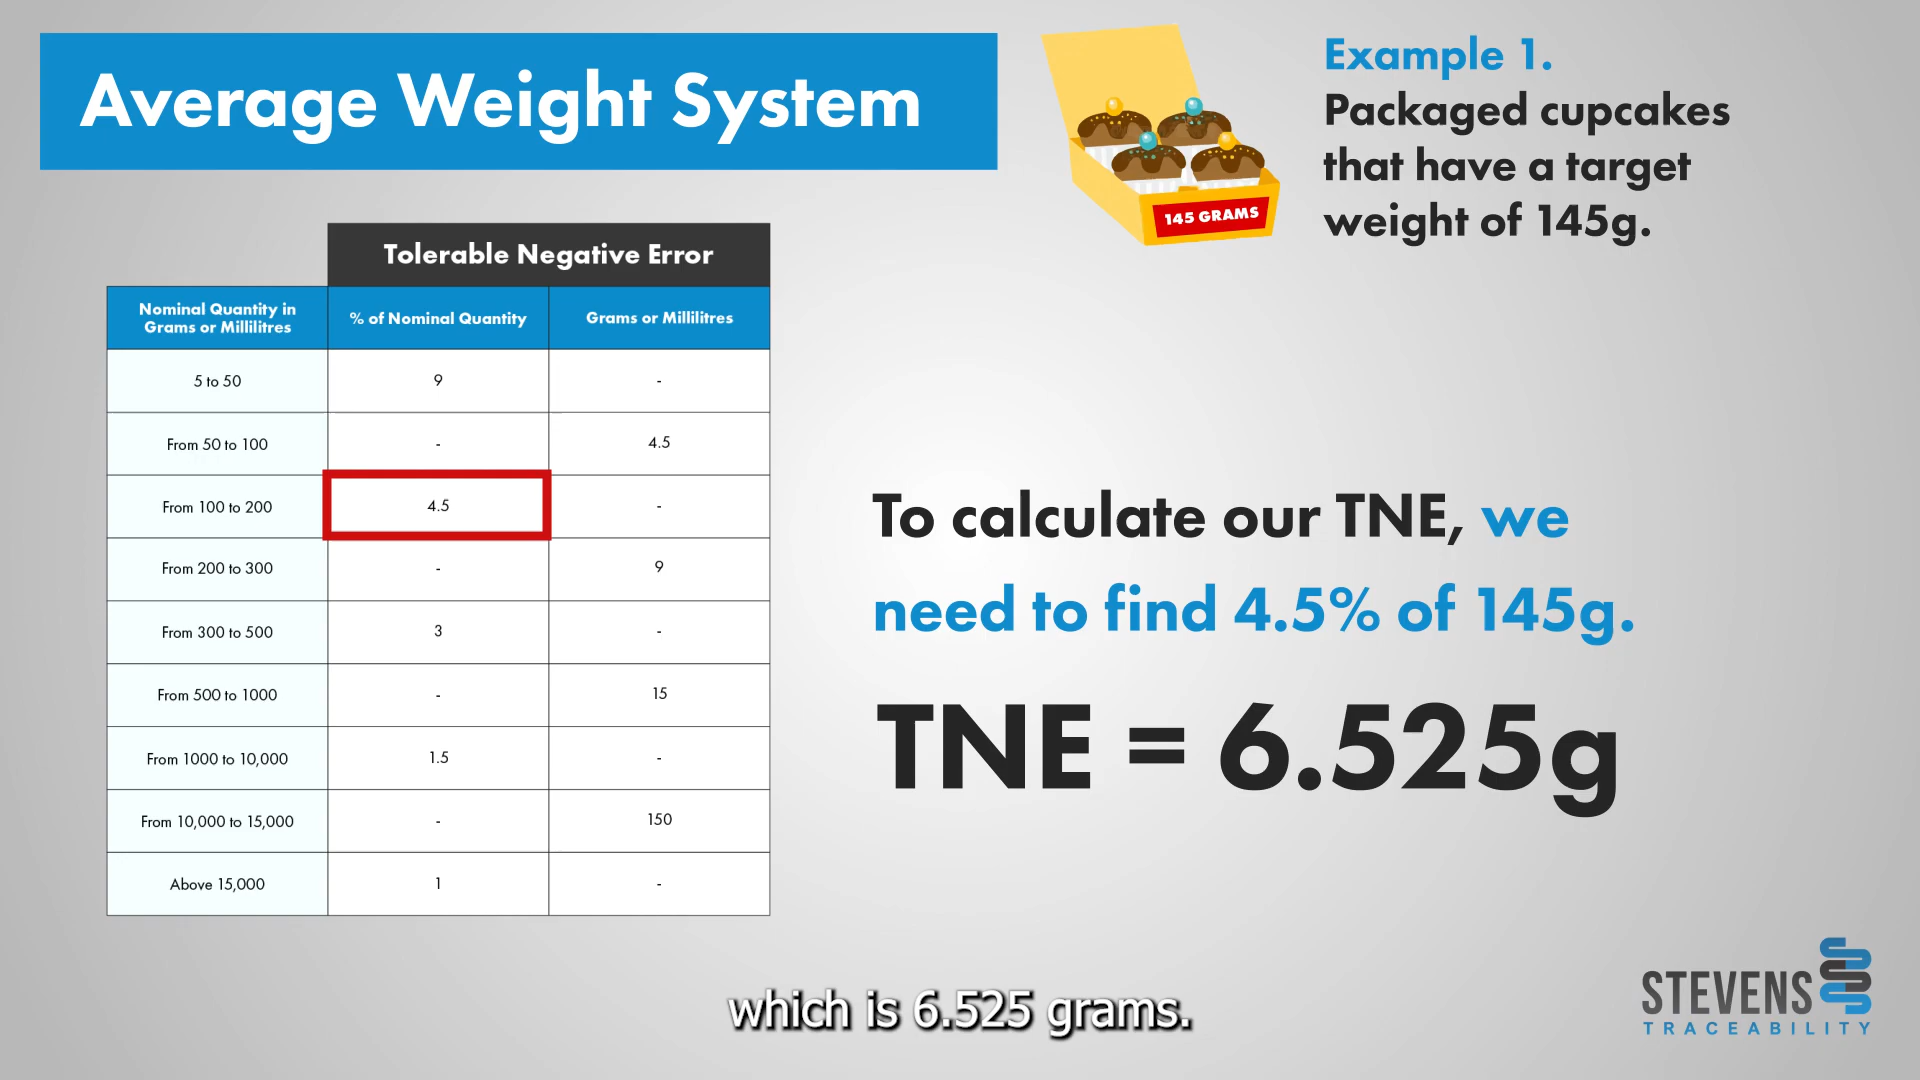 Average Weight System
145 GRAMS
Example 1.
Packaged cupcakes
that have a target
weight of 145g.
Tolerable Negative Error
Nominal Quantity in
Grams or Millilitres
% of Nominal Quantity
Grams or Millilitres
5 to 50 9 -
From 50 to 100 - 4.5
From 100 to 200 4.5 -
From 200 to 300 - 9
From 300 to 500 3 -
From 500 to 1000 - 15
From 1000 to 10,000 1.5 -
From 10,000 to 15,000 - 150
Above 15,000 1 -
To calculate our TNE, we
need to find 4.5% of 145g.
TNE = 6.525g
which is 6.525 grams.
STEVENS
TRACEABILITY